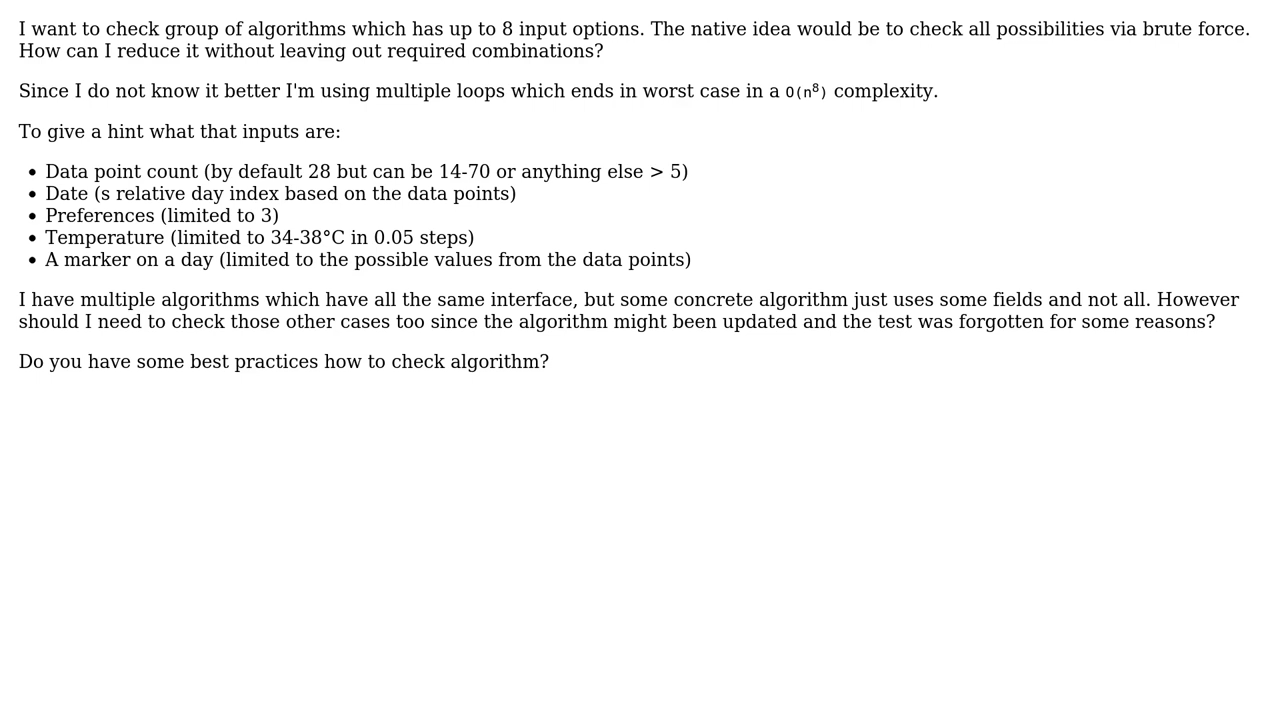 I want to check group of algorithms which has up to 8 input options. The native idea would be to check all possibilities via brute force.
How can I reduce it without leaving out required combinations?
Since I do not know it better I'm using multiple loops which ends in worst case in a O(n⁸) complexity.
To give a hint what that inputs are:
• Data point count (by default 28 but can be 14-70 or anything else > 5)
• Date (s relative day index based on the data points)
• Preferences (limited to 3)
• Temperature (limited to 34-38°C in 0.05 steps)
• A marker on a day (limited to the possible values from the data points)
I have multiple algorithms which have all the same interface, but some concrete algorithm just uses some fields and not all. However
should I need to check those other cases too since the algorithm might been updated and the test was forgotten for some reasons?
Do you have some best practices how to check algorithm?